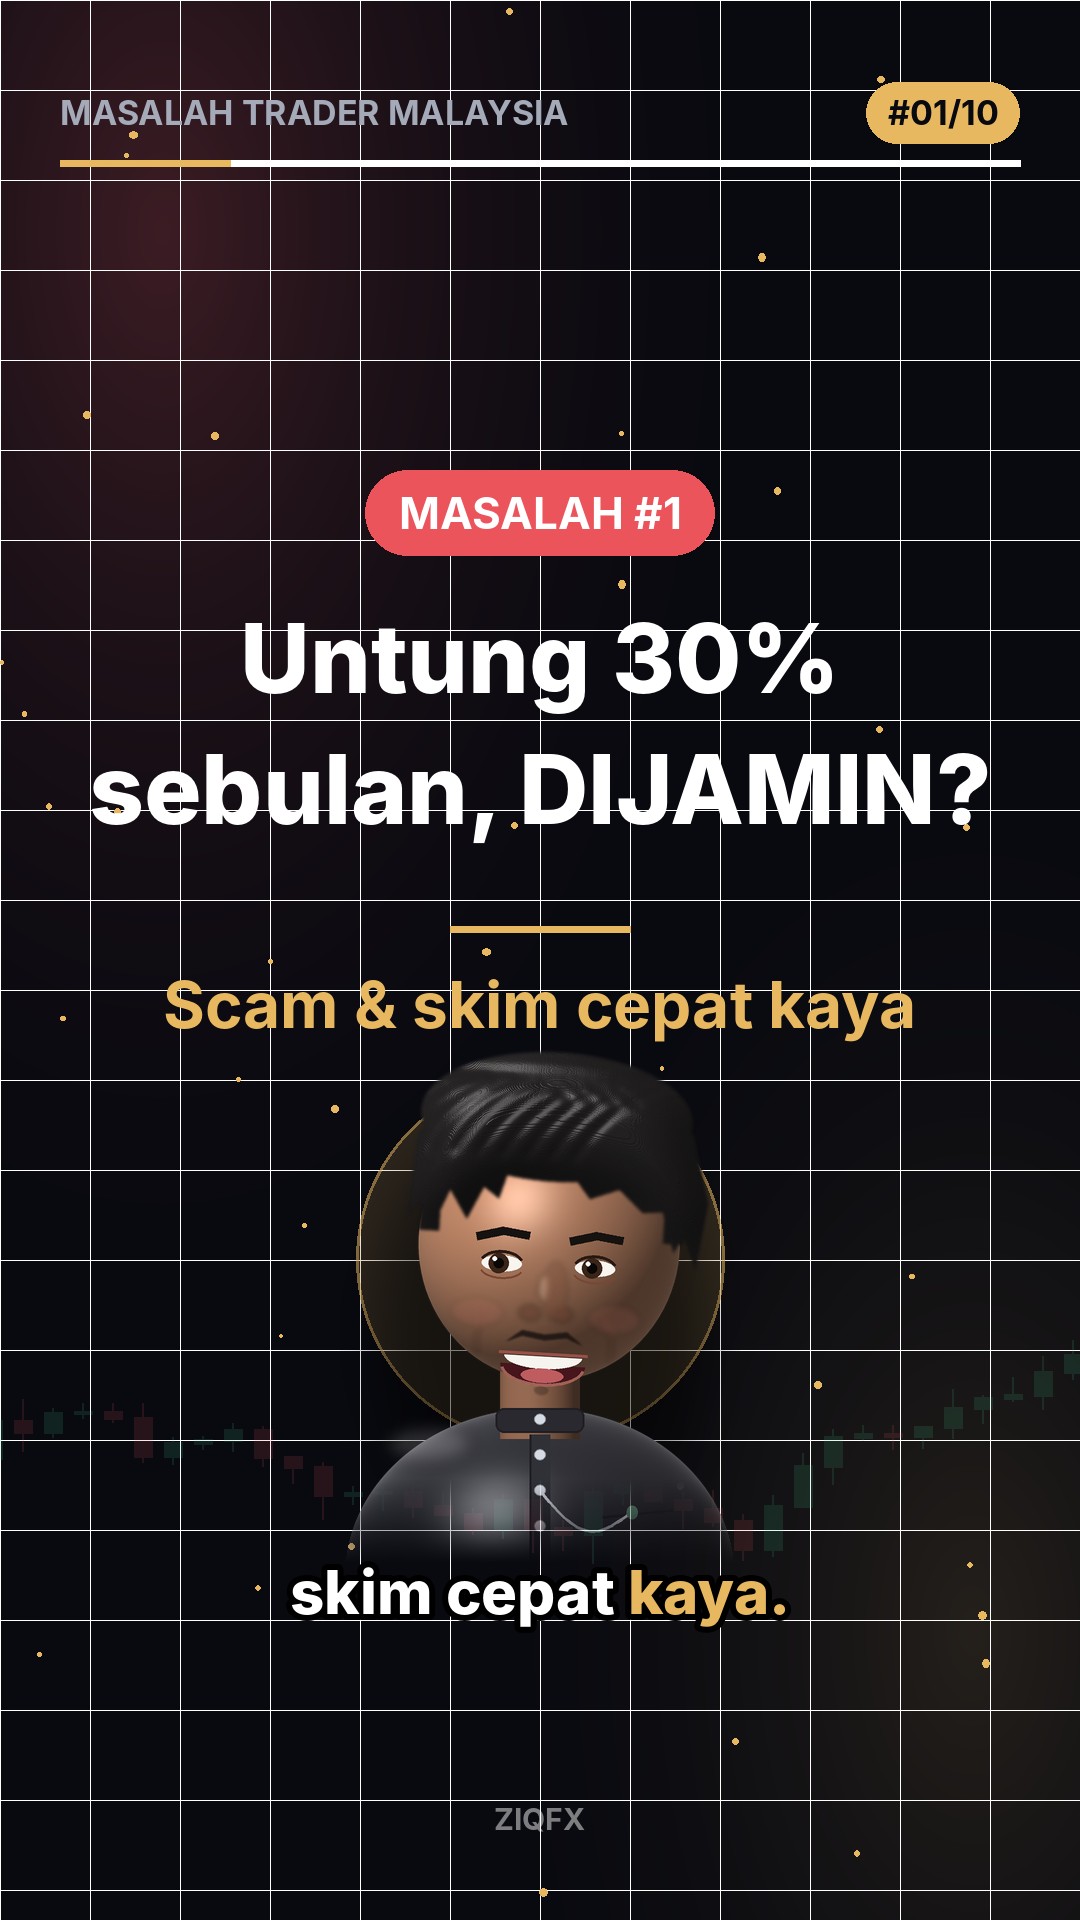 MASALAH TRADER MALAYSIA
#01/10
MASALAH #1
Untung 30%
sebulan, DIJAMIN?
Scam & skim cepat kaya
skim cepat kaya.
ZIQFX